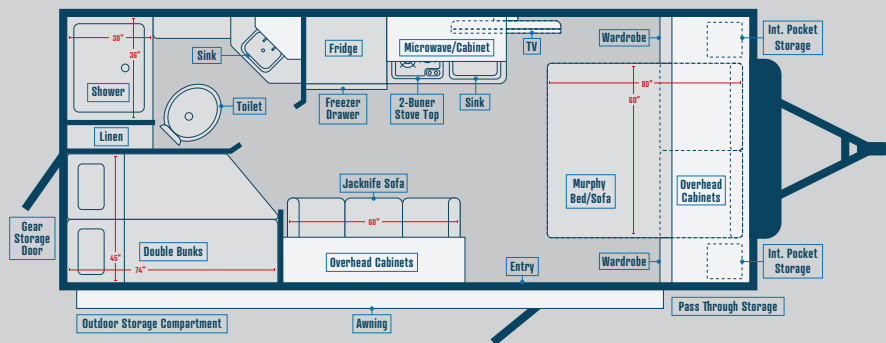 30"
36"
Sink
Shower
Toilet
Linen
Fridge
Microwave/Cabinet
TV
Freezer
Drawer
2-Buner
Stove Top
Sink
Wardrobe
Int. Pocket
Storage
80"
60"
Murphy
Bed/Sofa
Overhead
Cabinets
Jacknife Sofa
60"
Overhead Cabinets
Gear
Storage
Door
Double Bunks
45"
74"
Entry
Wardrobe
Int. Pocket
Storage
Outdoor Storage Compartment
Awning
Pass Through Storage